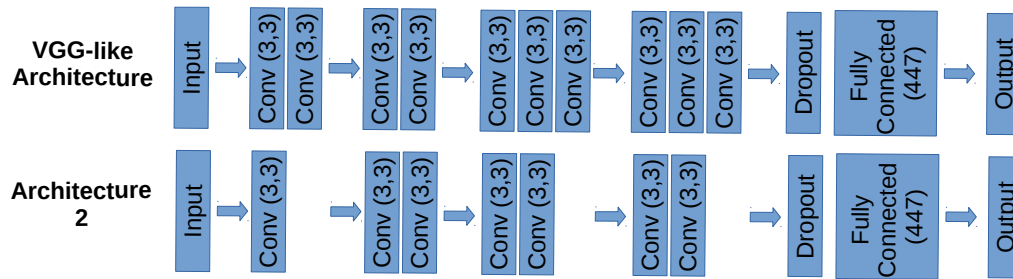 VGG-like
Architecture
Input
Conv (3,3)
Conv (3,3)
Conv (3,3)
Conv (3,3)
Conv (3,3)
Conv (3,3)
Conv (3,3)
Conv (3,3)
Conv (3,3)
Conv (3,3)
Dropout
Fully
Connected
(447)
Output
Architecture
2
Input
Conv (3,3)
Conv (3,3)
Conv (3,3)
Conv (3,3)
Conv (3,3)
Conv (3,3)
Conv (3,3)
Dropout
Fully
Connected
(447)
Output